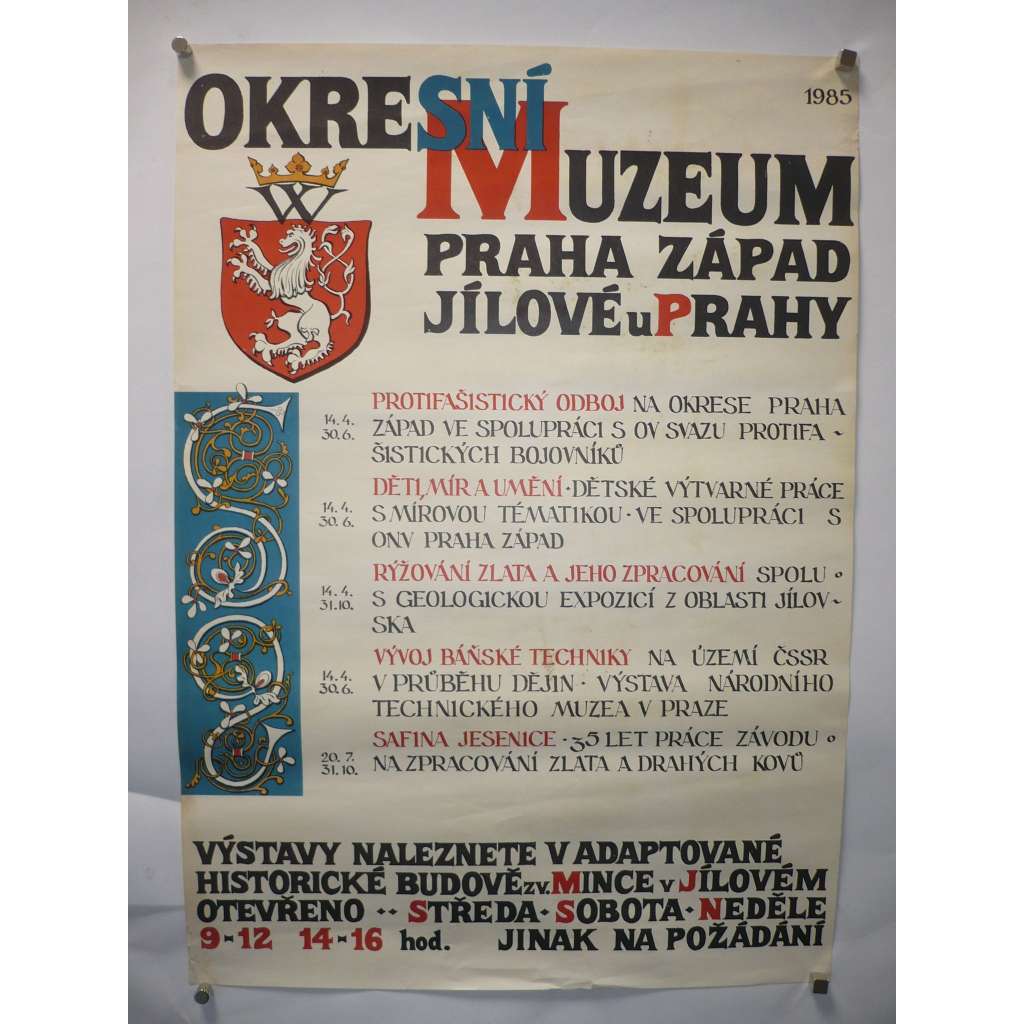 OKRESNÍ
1985
MUZEUM
W
PRAHA ZÁPAD
JÍLOVÉ u PRAHY
PROTIFAŠISTICKÝ ODBOJ NA OKRESE PRAHA
14.4. ZÁPAD VE SPOLUPRÁCI S OV SVAZU PROTIFA-
30.6. ŠISTICKÝCH BOJOVNÍKŮ
DĚTI, MÍR A UMĚNÍ · DĚTSKÉ VÝTVARNÉ PRÁCE
14.4. S MÍROVOU TÉMATIKOU · VE SPOLUPRÁCI S
30.6. ONV PRAHA ZÁPAD
RÝŽOVÁNÍ ZLATA A JEHO ZPRACOVÁNÍ SPOLU
14.4. S GEOLOGICKOU EXPOZICÍ Z OBLASTI JÍLOV-
31.10. SKA
VÝVOJ BÁŇSKÉ TECHNIKY NA ÚZEMÍ ČSSR
14.4. V PRŮBĚHU DĚJIN · VÝSTAVA NÁRODNÍHO
30.6. TECHNICKÉHO MUZEA V PRAZE
SAFINA JESENICE · 35 LET PRÁCE ZÁVODU
20.7. NA ZPRACOVÁNÍ ZLATA A DRAHÝCH KOVŮ
31.10.
VÝSTAVY NALEZNETE V ADAPTOVANÉ
HISTORICKÉ BUDOVĚ zv. MINCE v JÍLOVÉM
OTEVŘENO ·· STŘEDA · SOBOTA · NEDĚLE
9-12 14-16 hod. JINAK NA POŽÁDÁNÍ